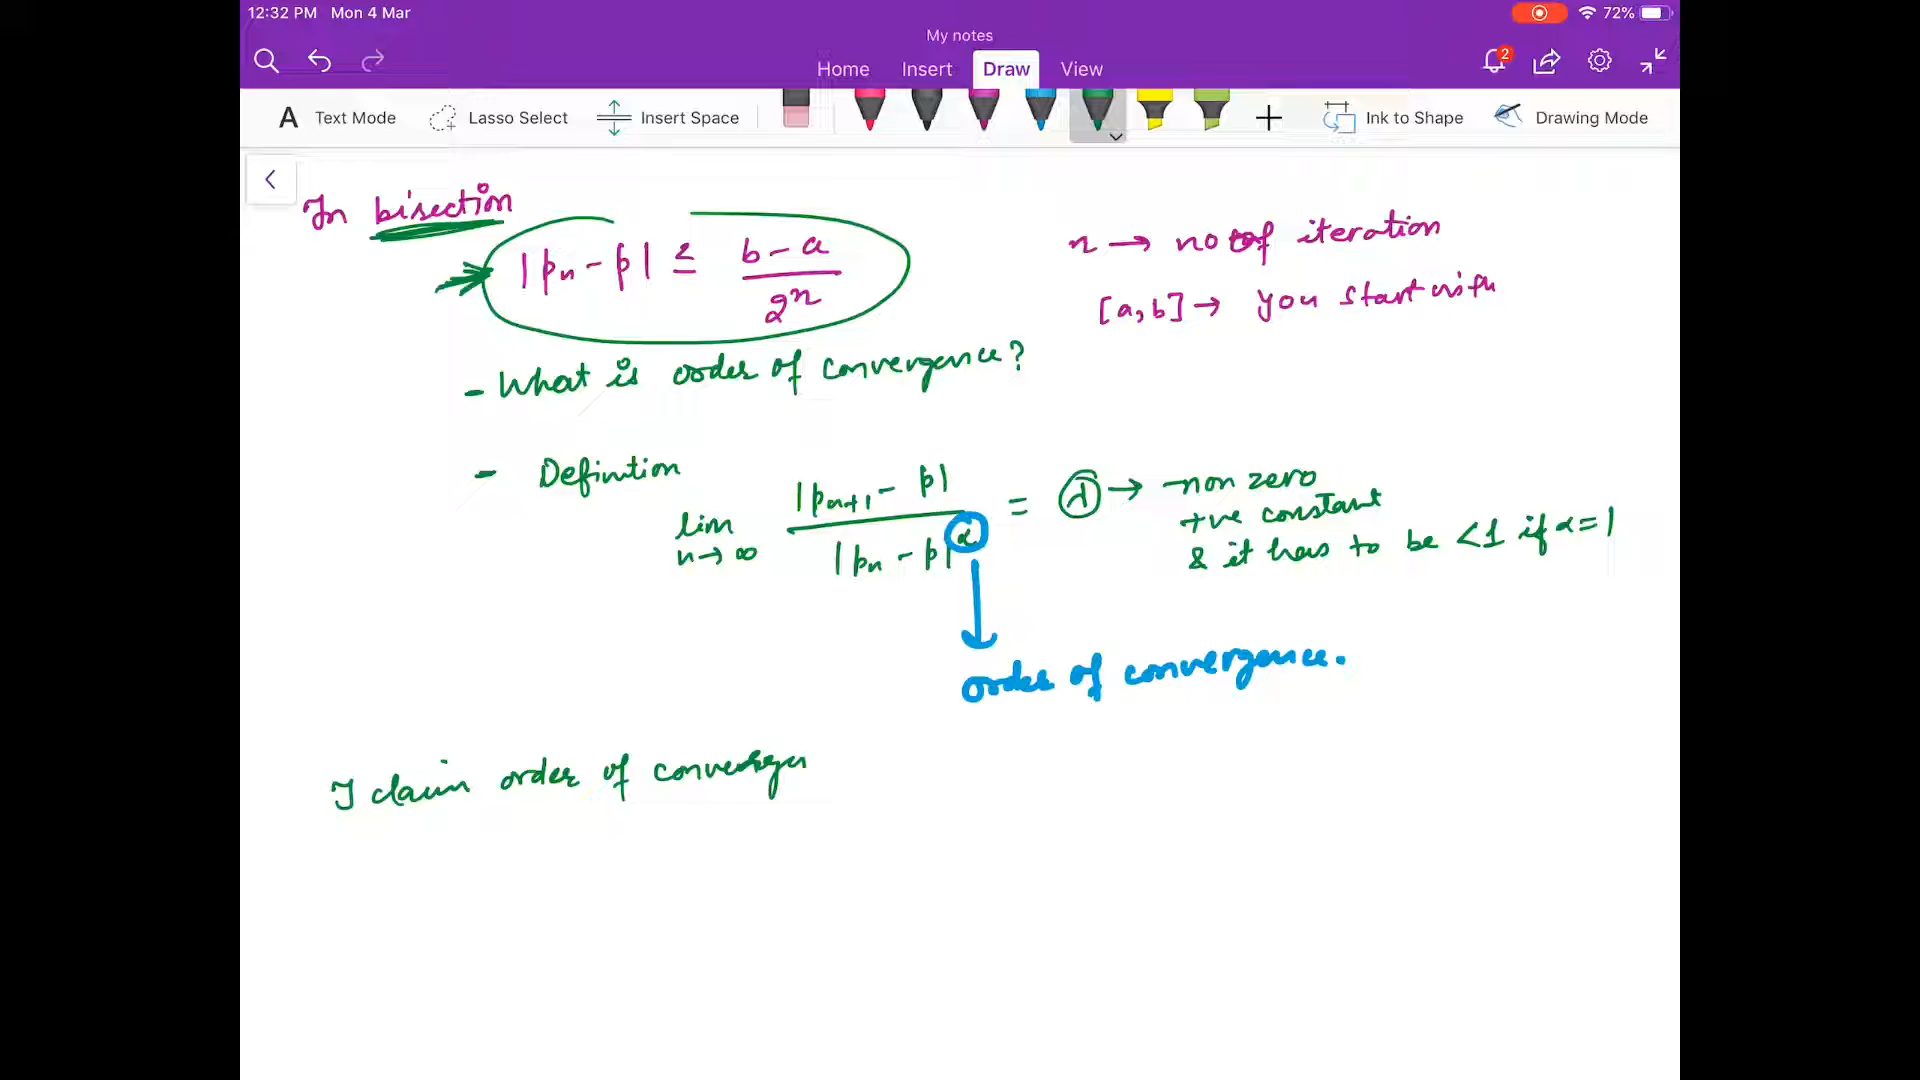 12:32 PM Mon 4 Mar
72%
My notes
2
Home Insert Draw View
A Text Mode Lasso Select Insert Space + Ink to Shape Drawing Mode
In bisection
|pn - p| ≤ (b - a)/2^n
n → no of iteration
[a, b] → you start with
- What is order of convergence?
- Definition
lim n→∞ |pn+1 - p| / |pn - p|^α = λ → non zero
+ve constant
& it has to be <1 if α = 1
order of convergence.
I claim order of convergen